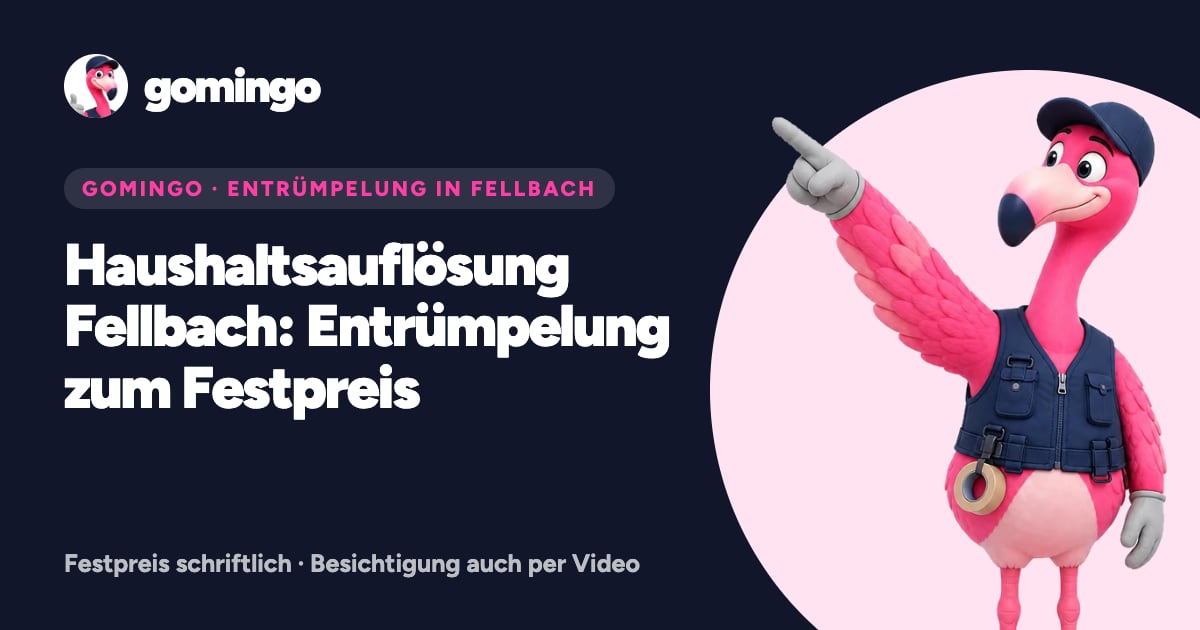 gomingo
GOMINGO · ENTRÜMPELUNG IN FELLBACH
Haushaltsauflösung
Fellbach: Entrümpelung
zum Festpreis
Festpreis schriftlich · Besichtigung auch per Video